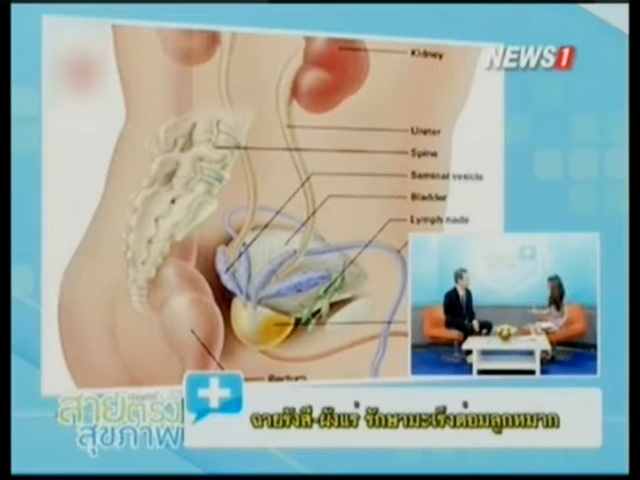 NEWS1
Kidney
Ureter
Spine
Seminal vesicle
Bladder
Lymph node
Rectum
สายตรง
สุขภาพ
ฉายรังสี-ฝังแร่ รักษามะเร็งต่อมลูกหมาก